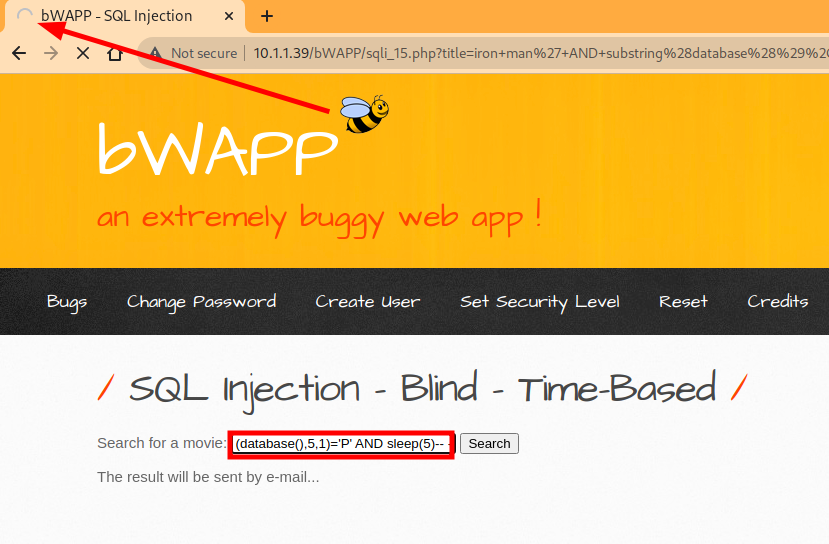 bWAPP - SQL Injection
Not secure 10.1.1.39/bWAPP/sqli_15.php?title=iron+man%27+AND+substring%28database%28%29%2C
bWAPP
an extremely buggy web app !
Bugs Change Password Create User Set Security Level Reset Credits
/ SQL Injection - Blind - Time-Based /
Search for a movie: (database(),5,1)='P' AND sleep(5)-- - Search
The result will be sent by e-mail...